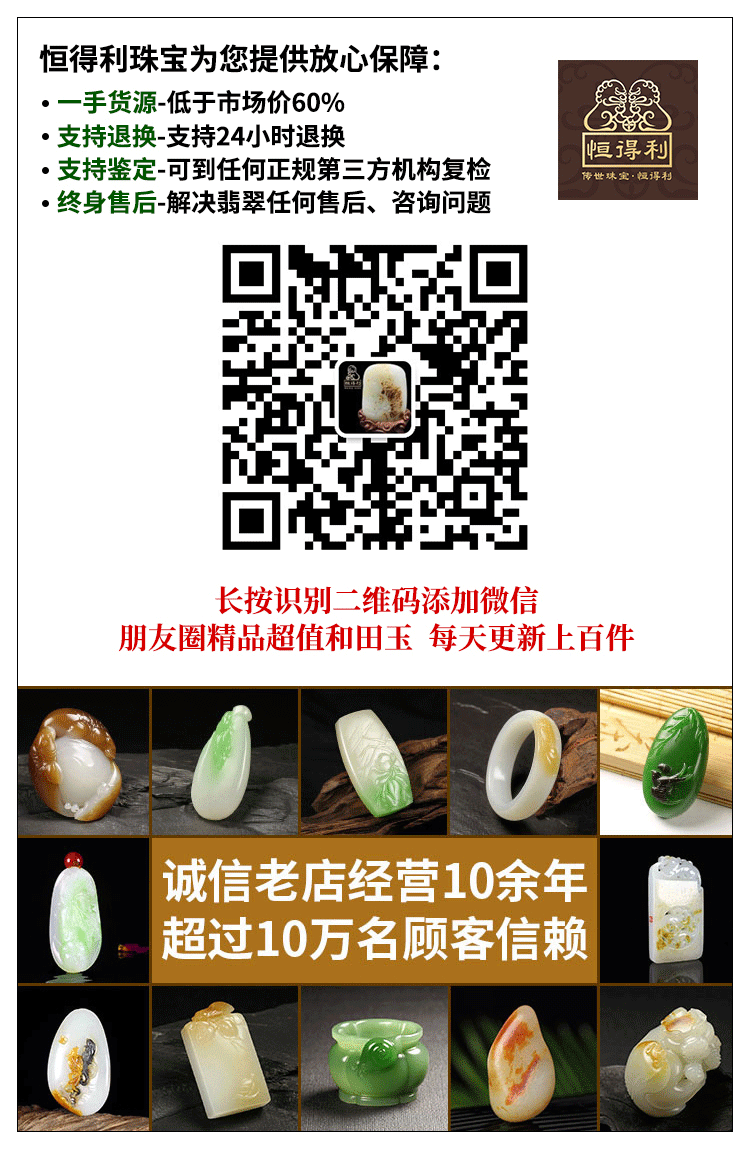 恒得利珠宝为您提供放心保障：
• 一手货源-低于市场价60%
• 支持退换-支持24小时退换
• 支持鉴定-可到任何正规第三方机构复检
• 终身售后-解决翡翠任何售后、咨询问题
恒得利
传世珠宝·恒得利
恒得利
长按识别二维码添加微信
朋友圈精品超值和田玉 每天更新上百件
诚信老店经营10余年
超过10万名顾客信赖